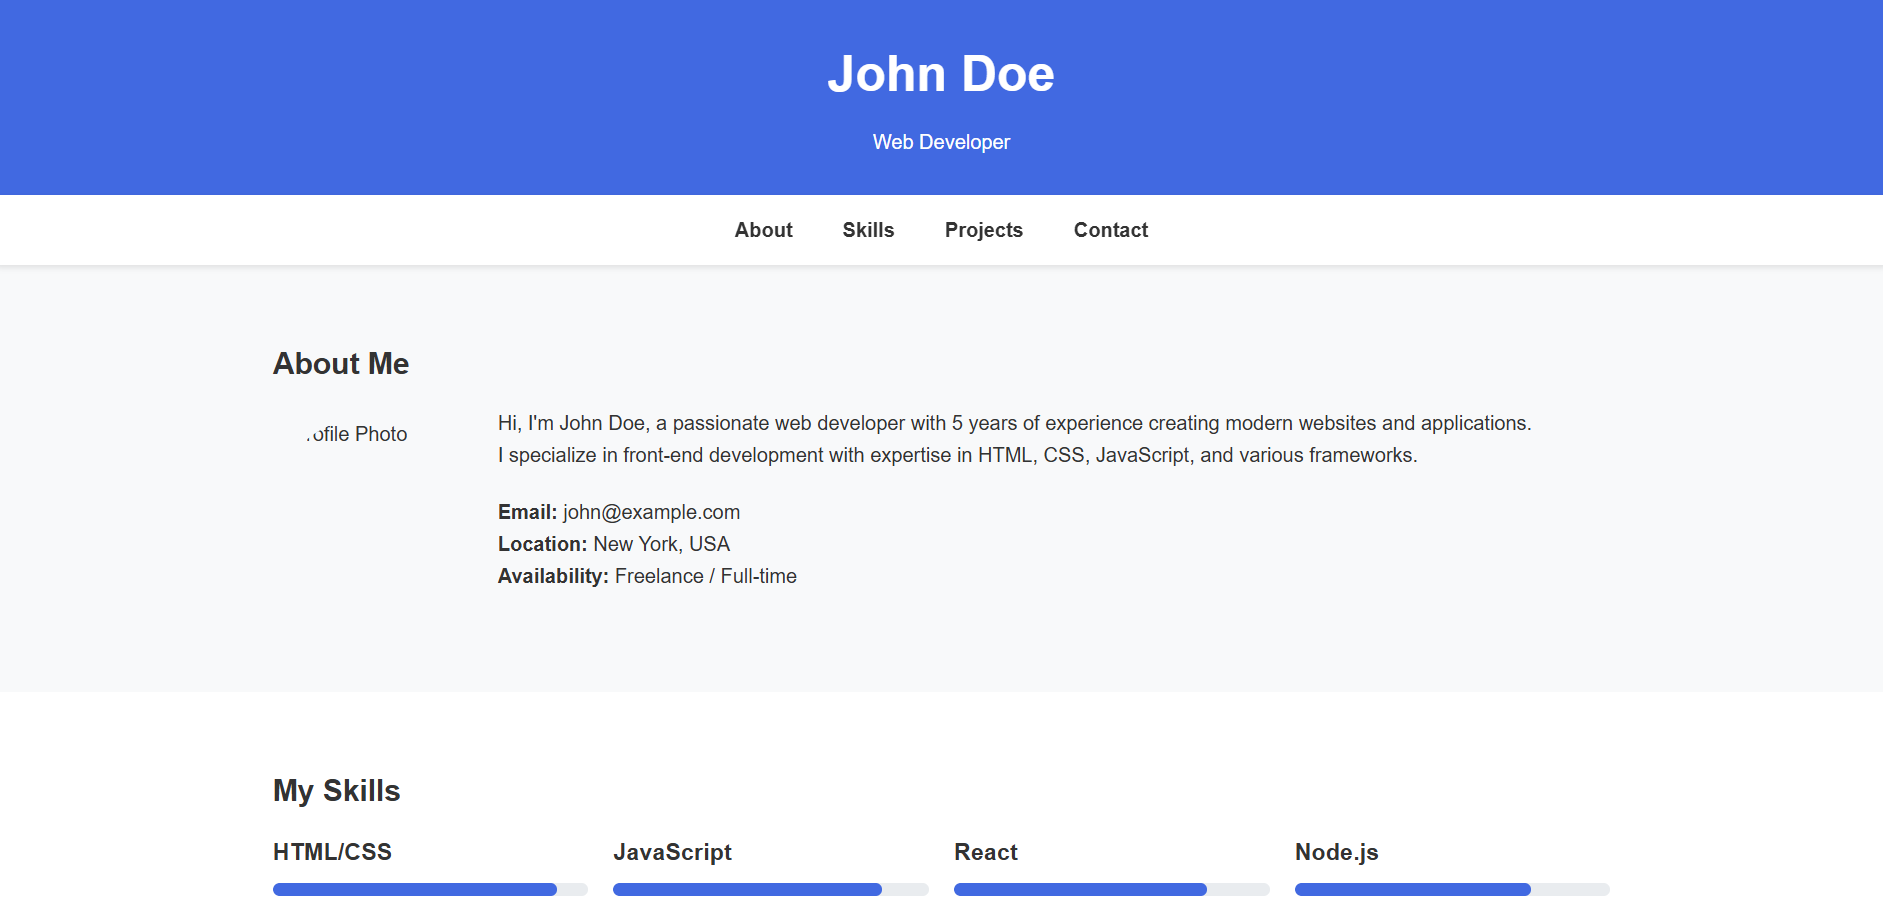 John Doe
Web Developer
About Skills Projects Contact
About Me
ofile Photo
Hi, I'm John Doe, a passionate web developer with 5 years of experience creating modern websites and applications.
I specialize in front-end development with expertise in HTML, CSS, JavaScript, and various frameworks.
Email: john@example.com
Location: New York, USA
Availability: Freelance / Full-time
My Skills
HTML/CSS JavaScript React Node.js